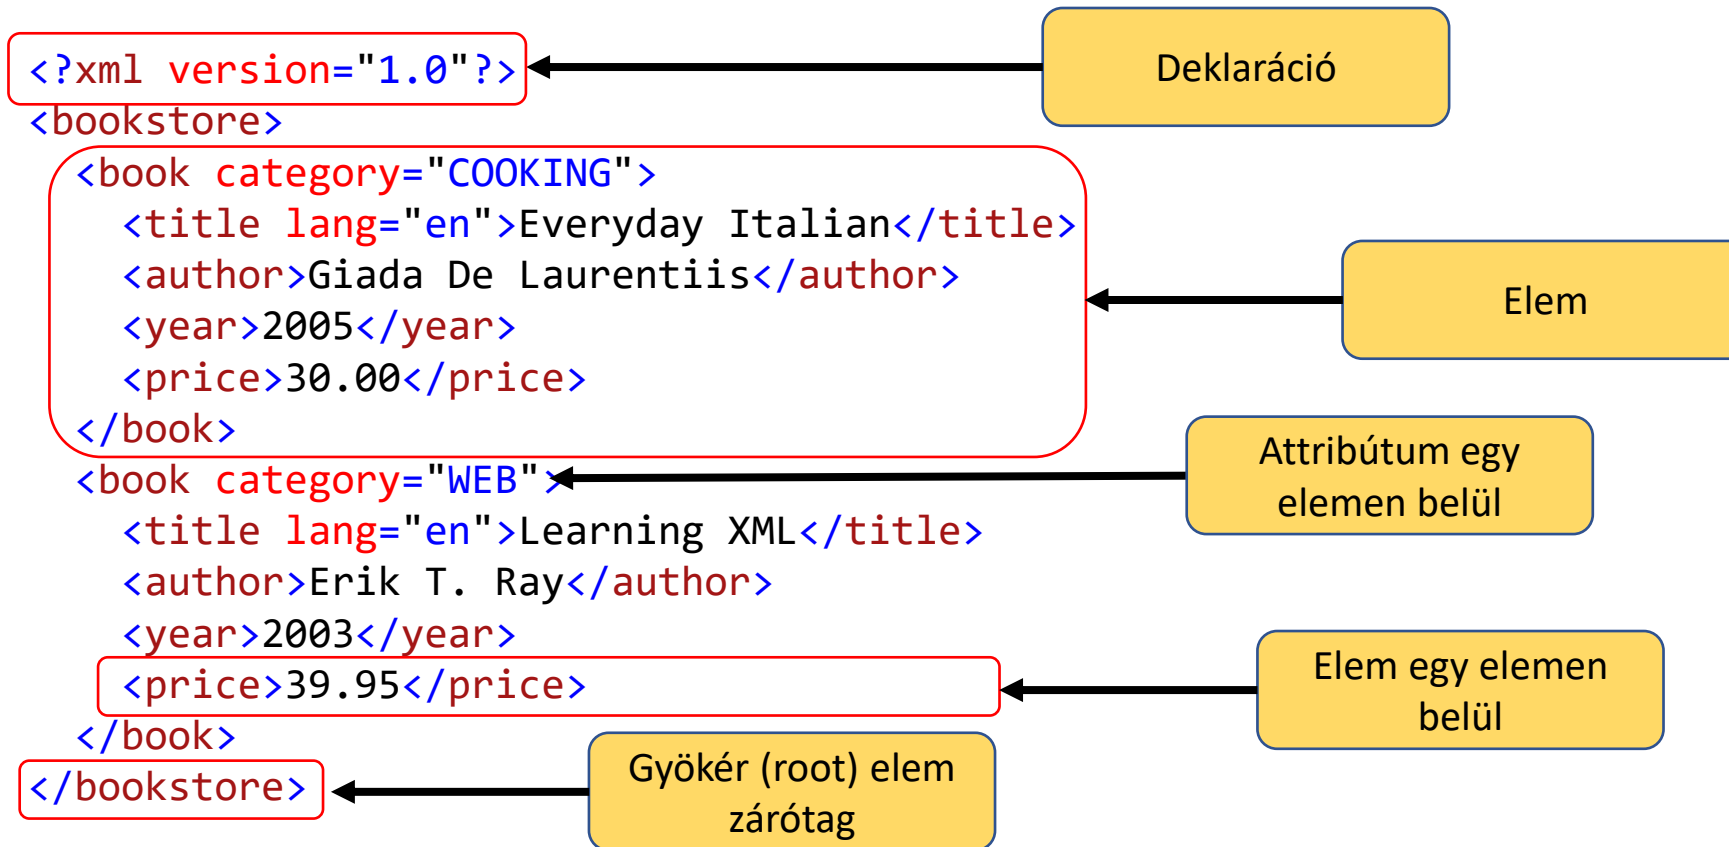 <?xml version="1.0"?>
Deklaráció
<bookstore>
<book category="COOKING">
<title lang="en">Everyday Italian</title>
<author>Giada De Laurentiis</author>
Elem
<year>2005</year>
<price>30.00</price>
</book>
<book category="WEB">
Attribútum egy
elemen belül
<title lang="en">Learning XML</title>
<author>Erik T. Ray</author>
<year>2003</year>
<price>39.95</price>
Elem egy elemen
belül
</book>
</bookstore>
Gyökér (root) elem
zárótag